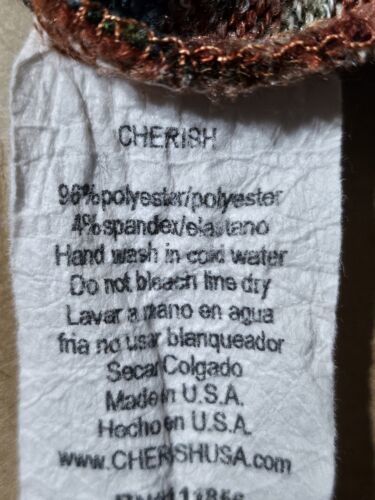 CHERISH
96%polyester/polyester
4%spandex/elastano
Hand wash in cold water
Do not bleach line dry
Lavar a mano en agua
fria no usar blanqueador
Secar Colgado
Made in U.S.A.
Hecho en U.S.A.
www.CHERISHUSA.com